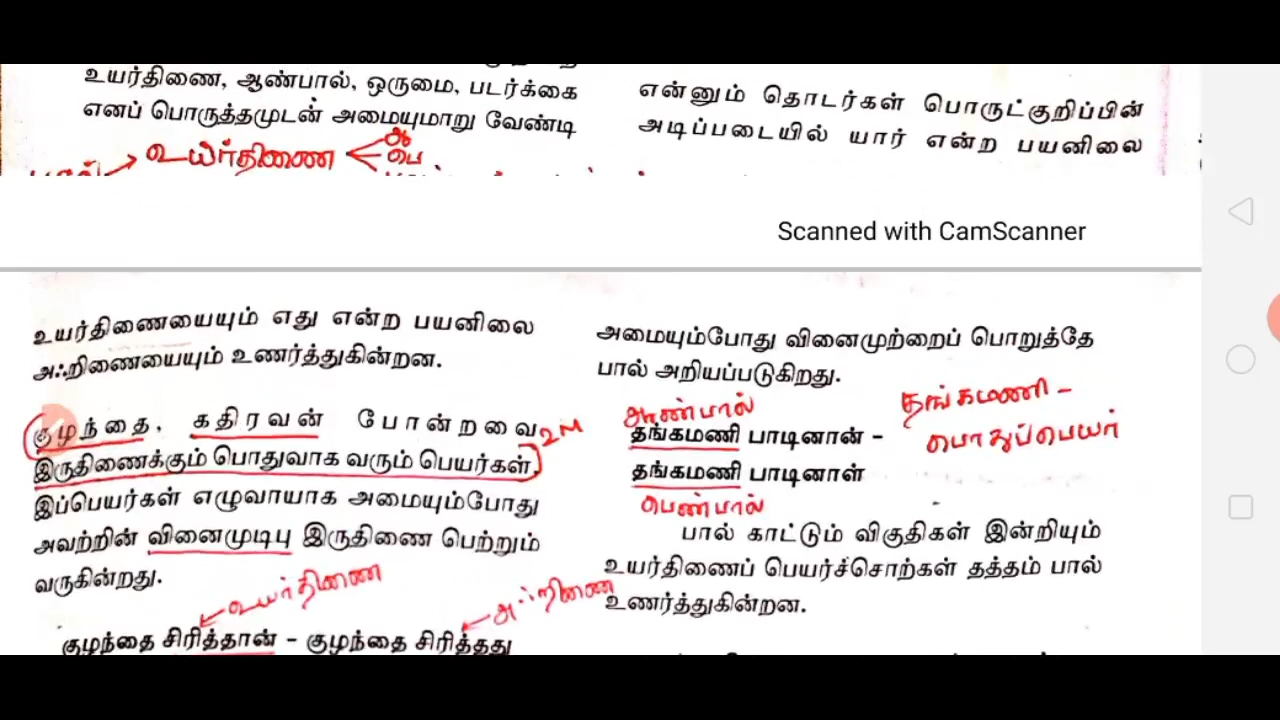 உயர்திணை, ஆண்பால், ஒருமை, படர்க்கை
எனப் பொருத்தமுடன் அமையுமாறு வேண்டி
உயர்திணை
ஆ
பெ
என்னும் தொடர்கள் பொருட்குறிப்பின்
அடிப்படையில் யார் என்ற பயனிலை
Scanned with CamScanner
உயர்திணையையும் எது என்ற பயனிலை
அஃறிணையையும் உணர்த்துகின்றன.
குழந்தை, கதிரவன் போன்றவை
2M
இருதிணைக்கும் பொதுவாக வரும் பெயர்கள்.
இப்பெயர்கள் எழுவாயாக அமையும்போது
அவற்றின் வினைமுடிபு இருதிணை பெற்றும்
வருகின்றது.
உயர்திணை
அஃறிணை
குழந்தை சிரித்தான் – குழந்தை சிரித்தது
அமையும்போது வினைமுற்றைப் பொறுத்தே
பால் அறியப்படுகிறது.
ஆண்பால்
தங்கமணி –
தங்கமணி பாடினான் –
பொதுப்பெயர்
தங்கமணி பாடினாள்
பெண்பால்
பால் காட்டும் விகுதிகள் இன்றியும்
உயர்திணைப் பெயர்ச்சொற்கள் தத்தம் பால்
உணர்த்துகின்றன.